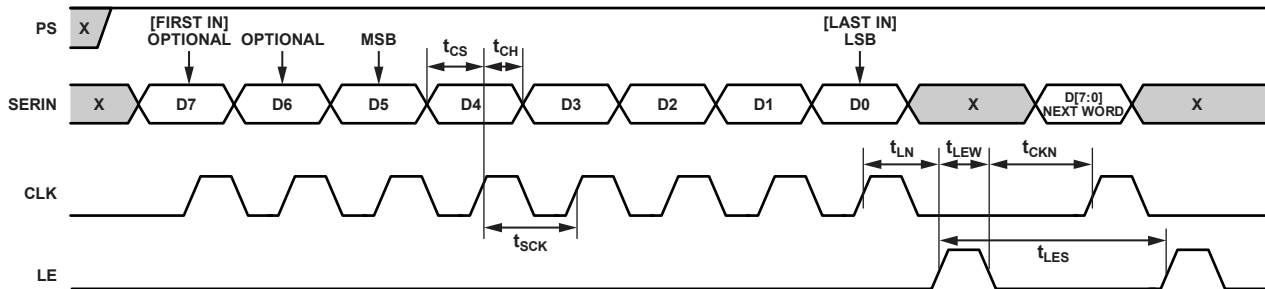 PS X
[FIRST IN]
OPTIONAL OPTIONAL MSB
[LAST IN]
LSB
tCS tCH
SERIN X D7 D6 D5 D4 D3 D2 D1 D0 X D[7:0] NEXT WORD X
tLN tLEW tCKN
CLK
tSCK
tLES
LE